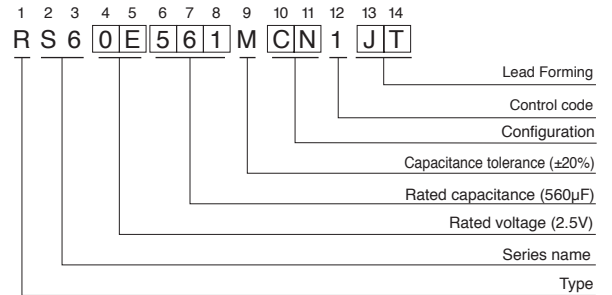 1 2 3 4 5 6 7 8 9 10 11 12 13 14
R S 6 0 E 5 6 1 M C N 1 J T
Lead Forming
Control code
Configuration
Capacitance tolerance (±20%)
Rated capacitance (560μF)
Rated voltage (2.5V)
Series name
Type